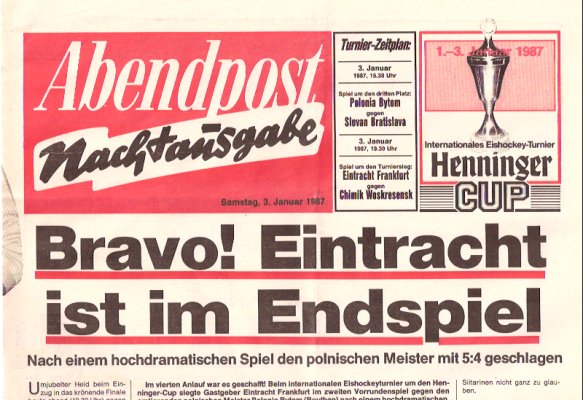 Abendpost
Nachtausgabe
Samstag, 3. Januar 1987
Turnier-Zeitplan:
3. Januar
1987, 15.30 Uhr
Spiel um den dritten Platz:
Polonia Bytom
gegen
Slovan Bratislava
3. Januar
1987, 19.30 Uhr
Spiel um den Turniersieg:
Eintracht Frankfurt
gegen
Chimik Woskresensk
1.–3. Januar 1987
Internationales Eishockey-Turnier
Henninger
CUP
Bravo! Eintracht
ist im Endspiel
Nach einem hochdramatischen Spiel den polnischen Meister mit 5:4 geschlagen
Umjubelter Held beim Ein-
zug in das krönende Finale
Im vierten Anlauf war es geschafft! Beim internationalen Eishockeyturnier um den Hen-
ninger-Cup siegte Gastgeber Eintracht Frankfurt im zweiten Vorrundenspiel gegen den
Slitarinen nicht ganz zu glau-
ben.